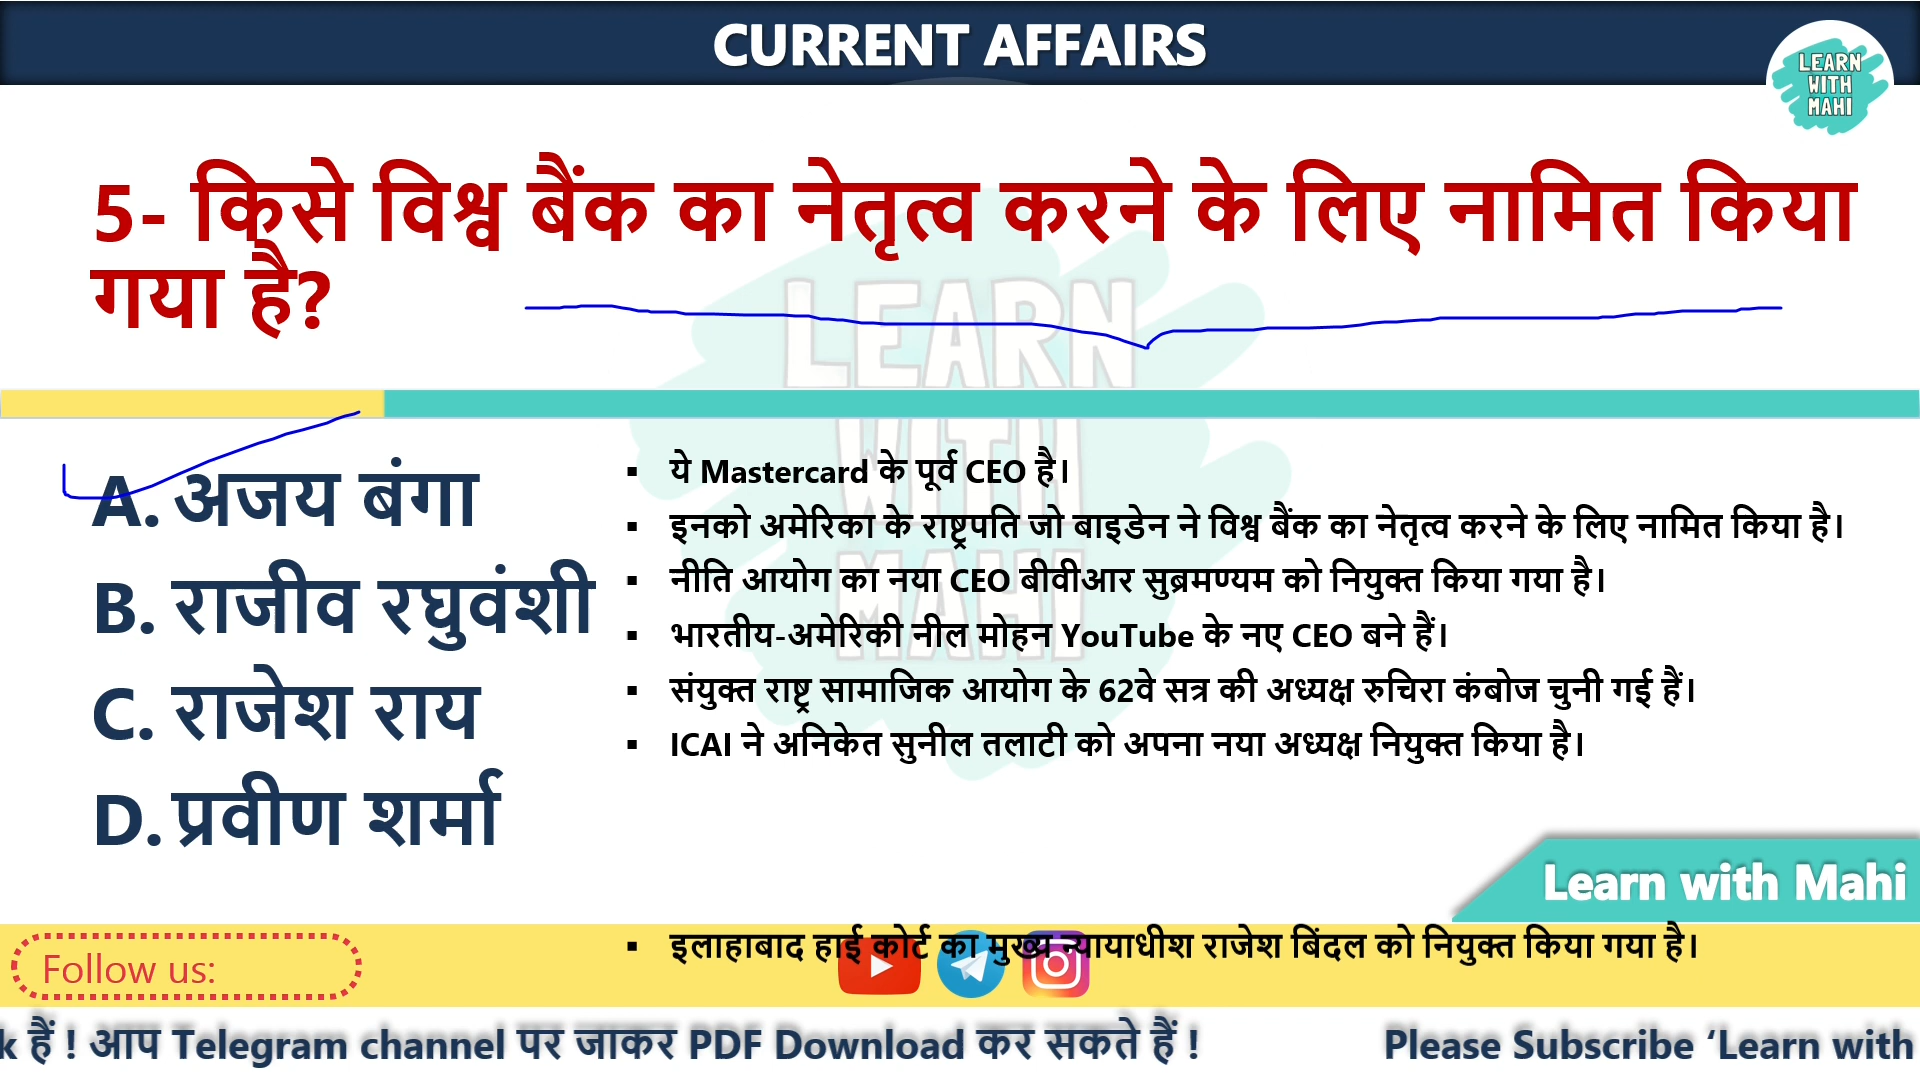 CURRENT AFFAIRS
LEARN
WITH
MAHI
5- किसे विश्व बैंक का नेतृत्व करने के लिए नामित किया
गया है?
LEARN
WITH
MAHI
A. अजय बंगा
B. राजीव रघुवंशी
C. राजेश राय
D. प्रवीण शर्मा
▪ ये Mastercard के पूर्व CEO है।
▪ इनको अमेरिका के राष्ट्रपति जो बाइडेन ने विश्व बैंक का नेतृत्व करने के लिए नामित किया है।
▪ नीति आयोग का नया CEO बीवीआर सुब्रमण्यम को नियुक्त किया गया है।
▪ भारतीय-अमेरिकी नील मोहन YouTube के नए CEO बने हैं।
▪ संयुक्त राष्ट्र सामाजिक आयोग के 62वे सत्र की अध्यक्ष रुचिरा कंबोज चुनी गई हैं।
▪ ICAI ने अनिकेत सुनील तलाटी को अपना नया अध्यक्ष नियुक्त किया है।
Learn with Mahi
▪ इलाहाबाद हाई कोर्ट का मुख्य न्यायाधीश राजेश बिंदल को नियुक्त किया गया है।
Follow us:
k हैं ! आप Telegram channel पर जाकर PDF Download कर सकते हैं ! Please Subscribe ‘Learn with